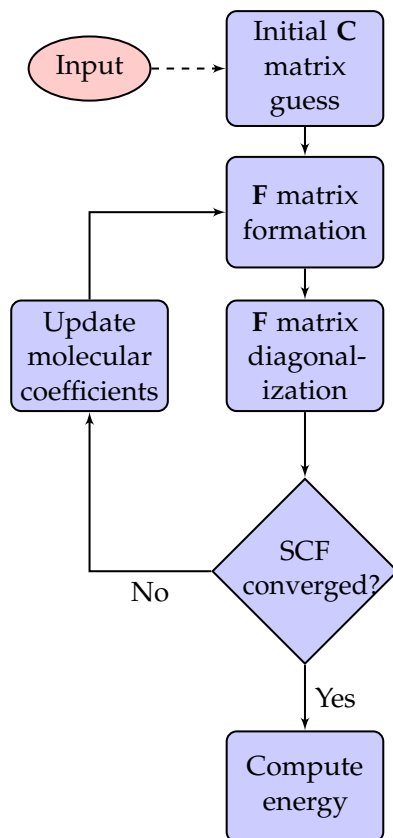 Input
Initial C
matrix
guess
F matrix
formation
Update
molecular
coefficients
F matrix
diagonal-
ization
SCF
converged?
No
Yes
Compute
energy